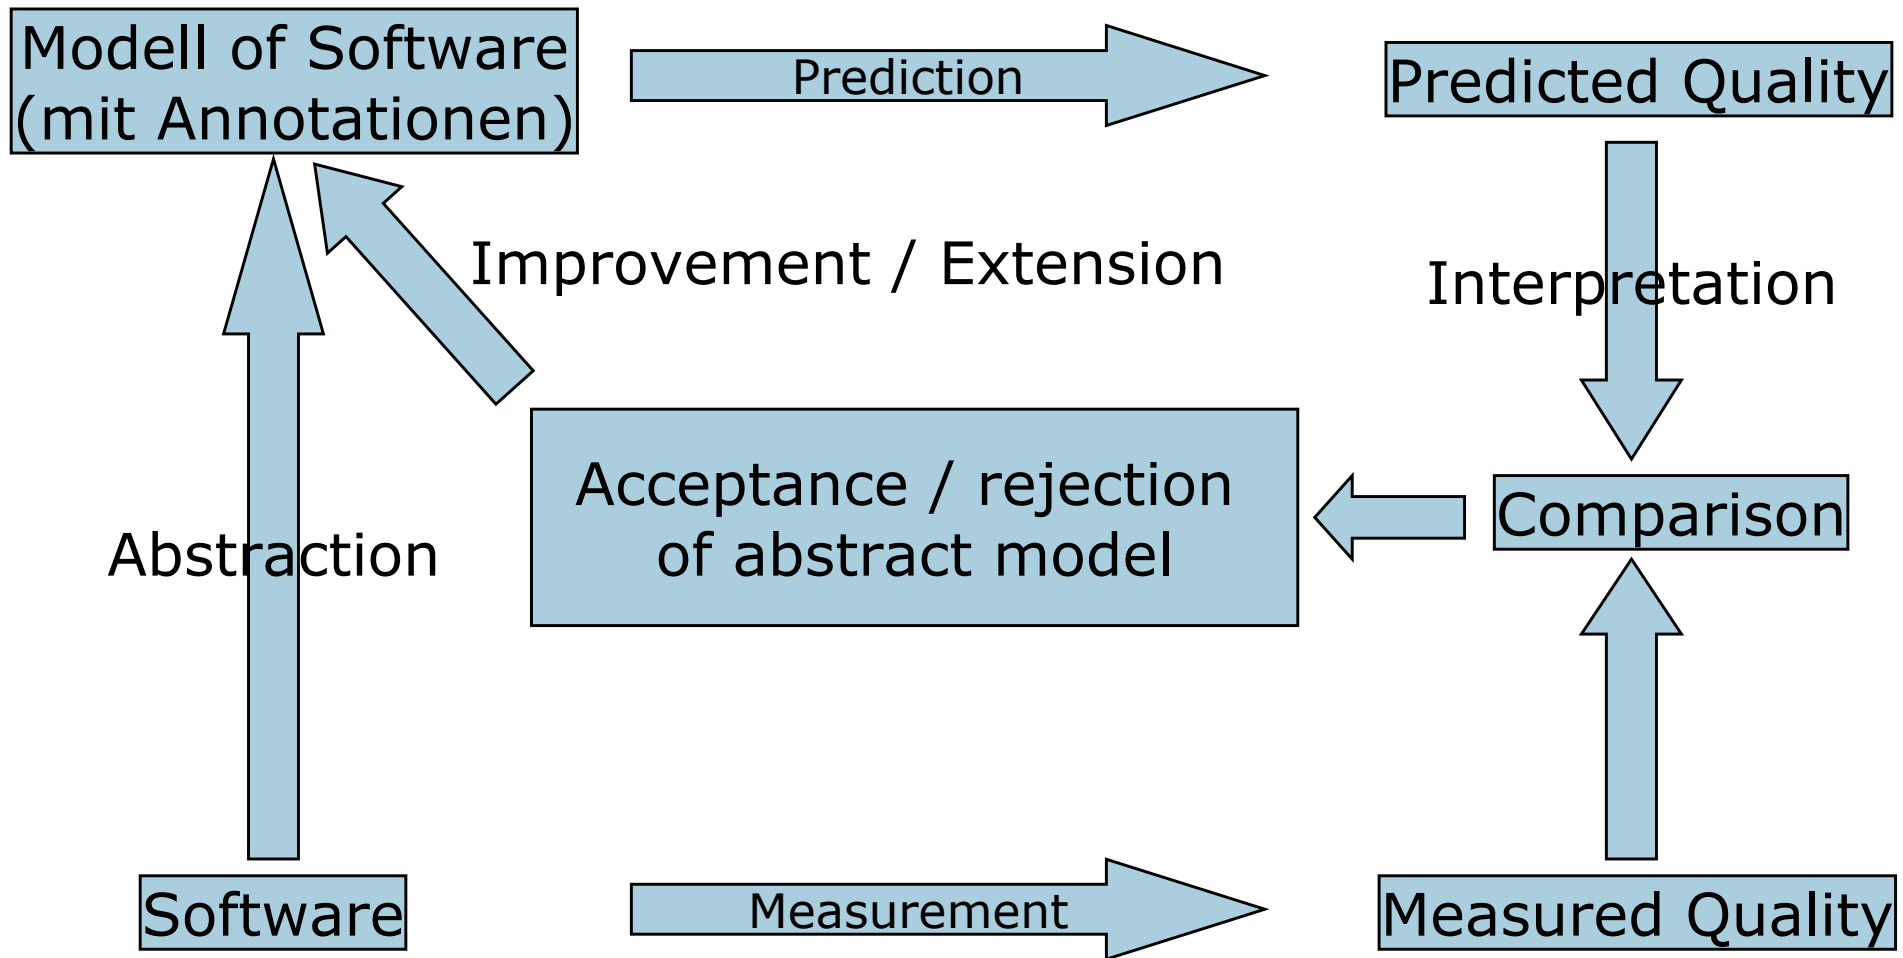 Modell of Software
(mit Annotationen)
Prediction
Predicted Quality
Improvement / Extension
Interpretation
Acceptance / rejection
of abstract model
Comparison
Abstraction
Software
Measurement
Measured Quality